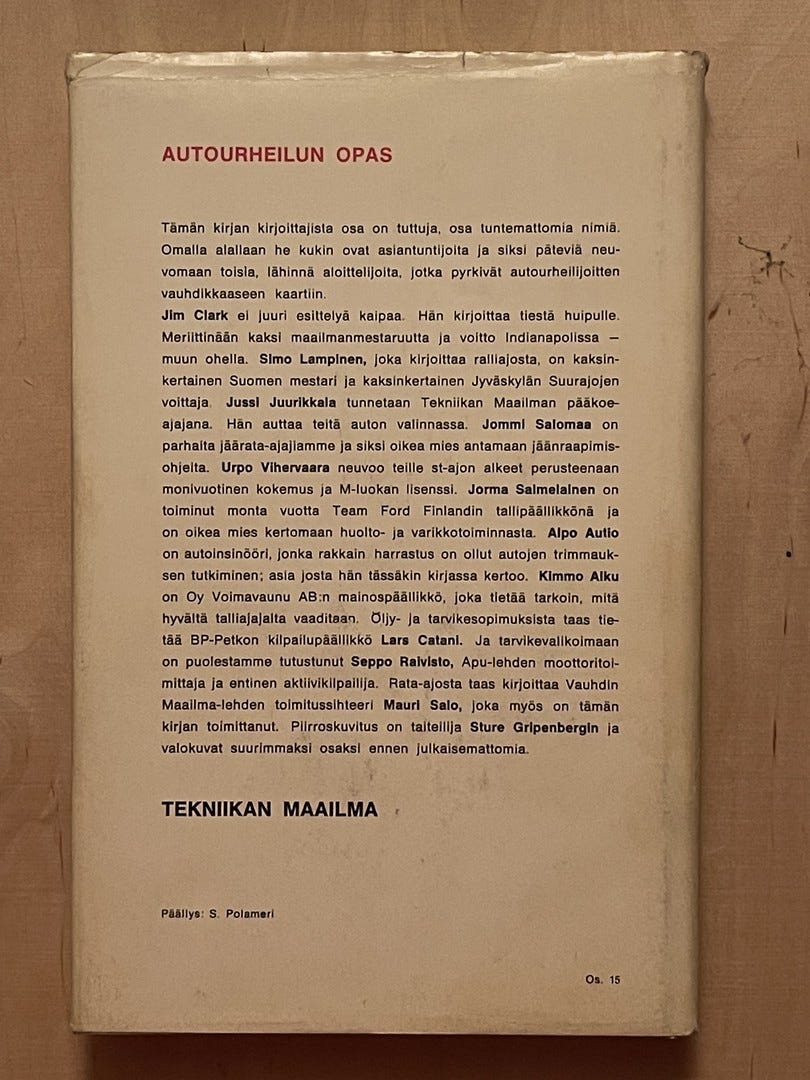 AUTOURHEILUN OPAS
Tämän kirjan kirjoittajista osa on tuttuja, osa tuntemattomia nimiä.
Omalla alallaan he kukin ovat asiantuntijoita ja siksi päteviä neu-
vomaan toisia, lähinnä aloittelijoita, jotka pyrkivät autourheilijoitten
vauhdikkaaseen kaartiin.
Jim Clark ei juuri esittelyä kaipaa. Hän kirjoittaa tiestä huipulle.
Meriittinään kaksi maailmanmestaruutta ja voitto Indianapolissa —
muun ohella. Simo Lampinen, joka kirjoittaa ralliajosta, on kaksin-
kertainen Suomen mestari ja kaksinkertainen Jyväskylän Suurajojen
voittaja. Jussi Juurikkala tunnetaan Tekniikan Maailman pääkoe-
ajajana. Hän auttaa teitä auton valinnassa. Jommi Salomaa on
parhaita jäärata-ajajiamme ja siksi oikea mies antamaan jäänraapimis-
ohjeita. Urpo Vihervaara neuvoo teille st-ajon alkeet perusteenaan
monivuotinen kokemus ja M-luokan lisenssi. Jorma Salmelainen on
toiminut monta vuotta Team Ford Finlandin tallipäällikkönä ja
on oikea mies kertomaan huolto- ja varikkotoiminnasta. Alpo Autio
on autoinsinööri, jonka rakkain harrastus on ollut autojen trimmauk-
sen tutkiminen; asia josta hän tässäkin kirjassa kertoo. Kimmo Aiku
on Oy Voimavaunu AB:n mainospäällikkö, joka tietää tarkoin, mitä
hyvältä talliajajalta vaaditaan. Öljy- ja tarvikesopimuksista taas tie-
tää BP-Petkon kilpailupäällikkö Lars Catani. Ja tarvikevalikoimaan
on puolestamme tutustunut Seppo Raivisto, Apu-lehden moottoritoi-
mittaja ja entinen aktiivikilpailija. Rata-ajosta taas kirjoittaa Vauhdin
Maailma-lehden toimitussihteeri Mauri Salo, joka myös on tämän
kirjan toimittanut. Piirroskuvitus on taiteilija Sture Gripenbergin ja
valokuvat suurimmaksi osaksi ennen julkaisemattomia.
TEKNIIKAN MAAILMA
Päällys: S. Polameri
Os. 15